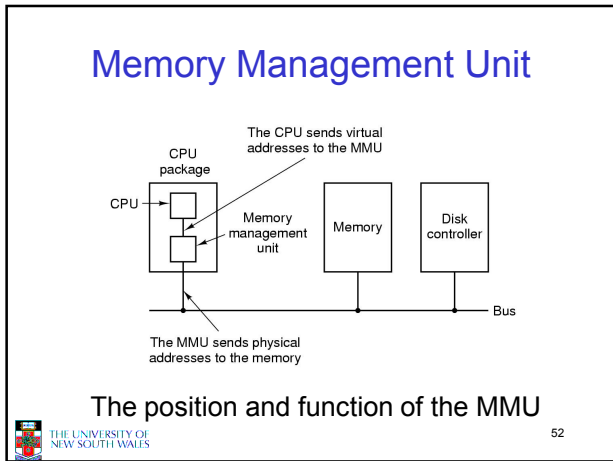 Memory Management Unit
The CPU sends virtual
addresses to the MMU
CPU
package
CPU
Memory
management
unit
Memory
Disk
controller
Bus
The MMU sends physical
addresses to the memory
The position and function of the MMU
THE UNIVERSITY OF
NEW SOUTH WALES
52